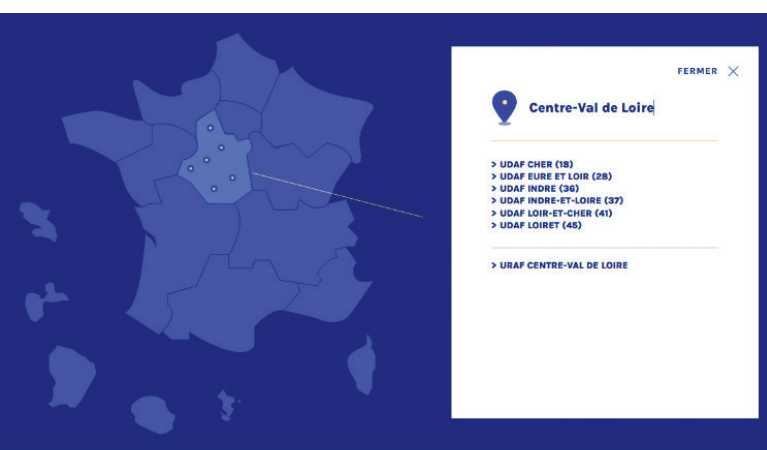 FERMER
Centre-Val de Loire
> UDAF CHER (18)
> UDAF EURE ET LOIR (28)
> UDAF INDRE (36)
> UDAF INDRE-ET-LOIRE (37)
> UDAF LOIR-ET-CHER (41)
> UDAF LOIRET (45)
> URAF CENTRE-VAL DE LOIRE